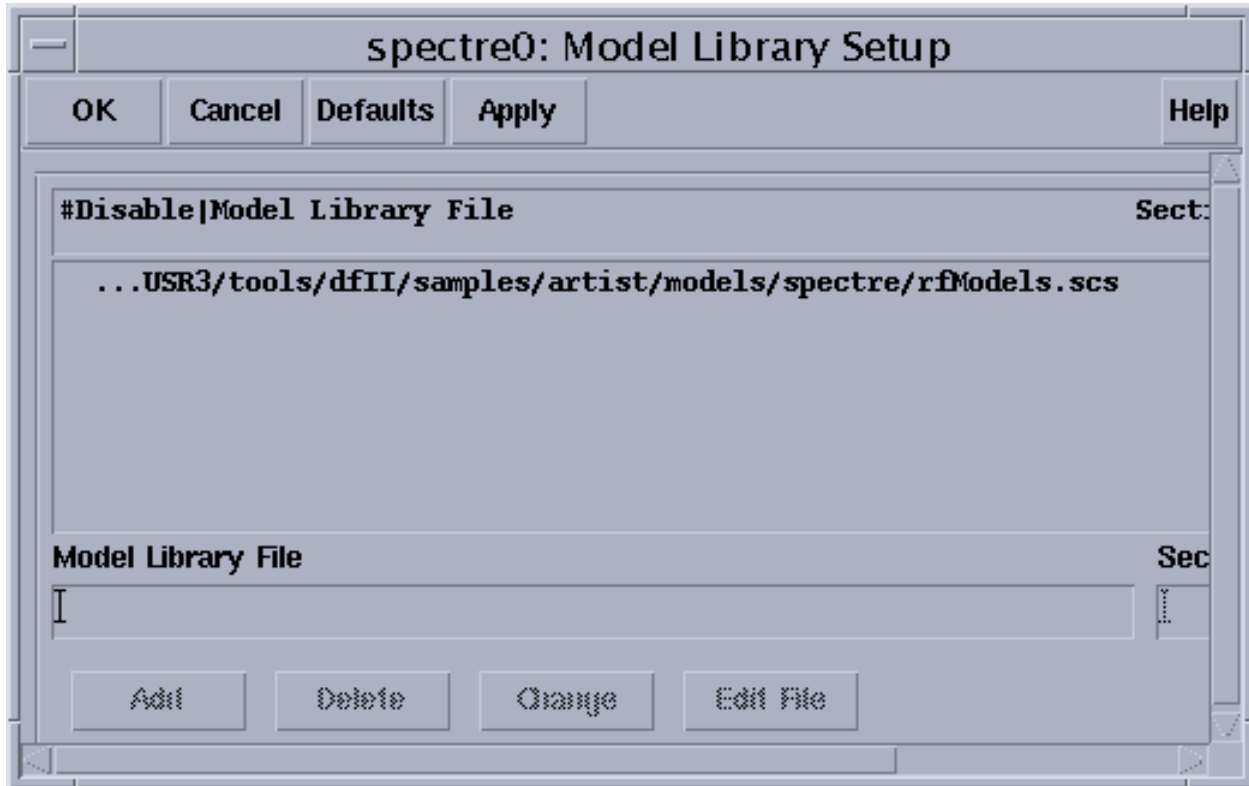 spectre0: Model Library Setup
OK Cancel Defaults Apply Help
#Disable|Model Library File Sect
...USR3/tools/dfII/samples/artist/models/spectre/rfModels.scs
Model Library File Sec
Add Delete Change Edit File